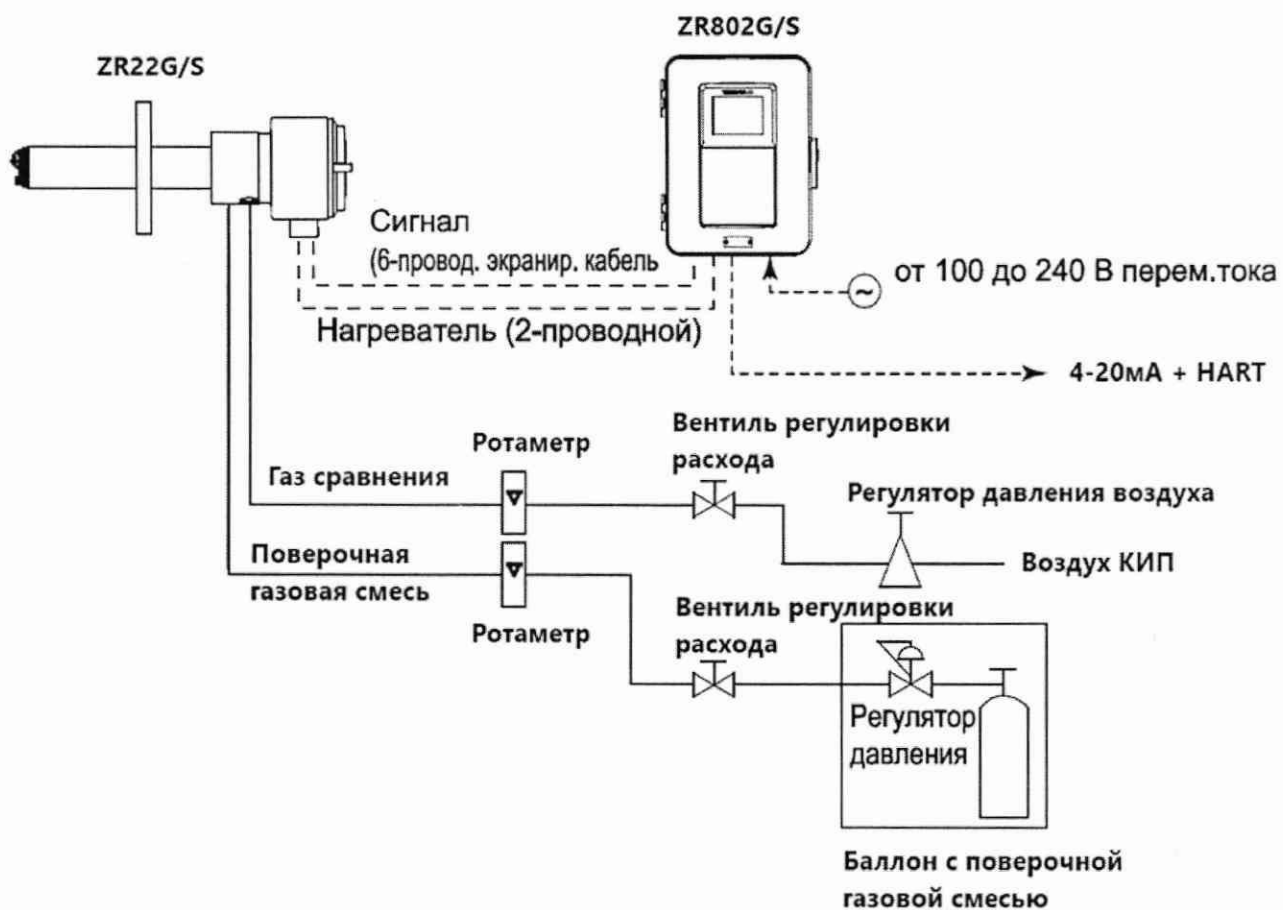 ZR802G/S
ZR22G/S
Сигнал
(6-провод. экранир. кабель
от 100 до 240 В перем.тока
Нагреватель (2-проводной)
4-20мА + HART
Вентиль регулировки
расхода
Ротаметр
Газ сравнения
Регулятор давления воздуха
Поверочная
газовая смесь
Воздух КИП
Вентиль регулировки
расхода
Ротаметр
Регулятор
давления
Баллон с поверочной
газовой смесью